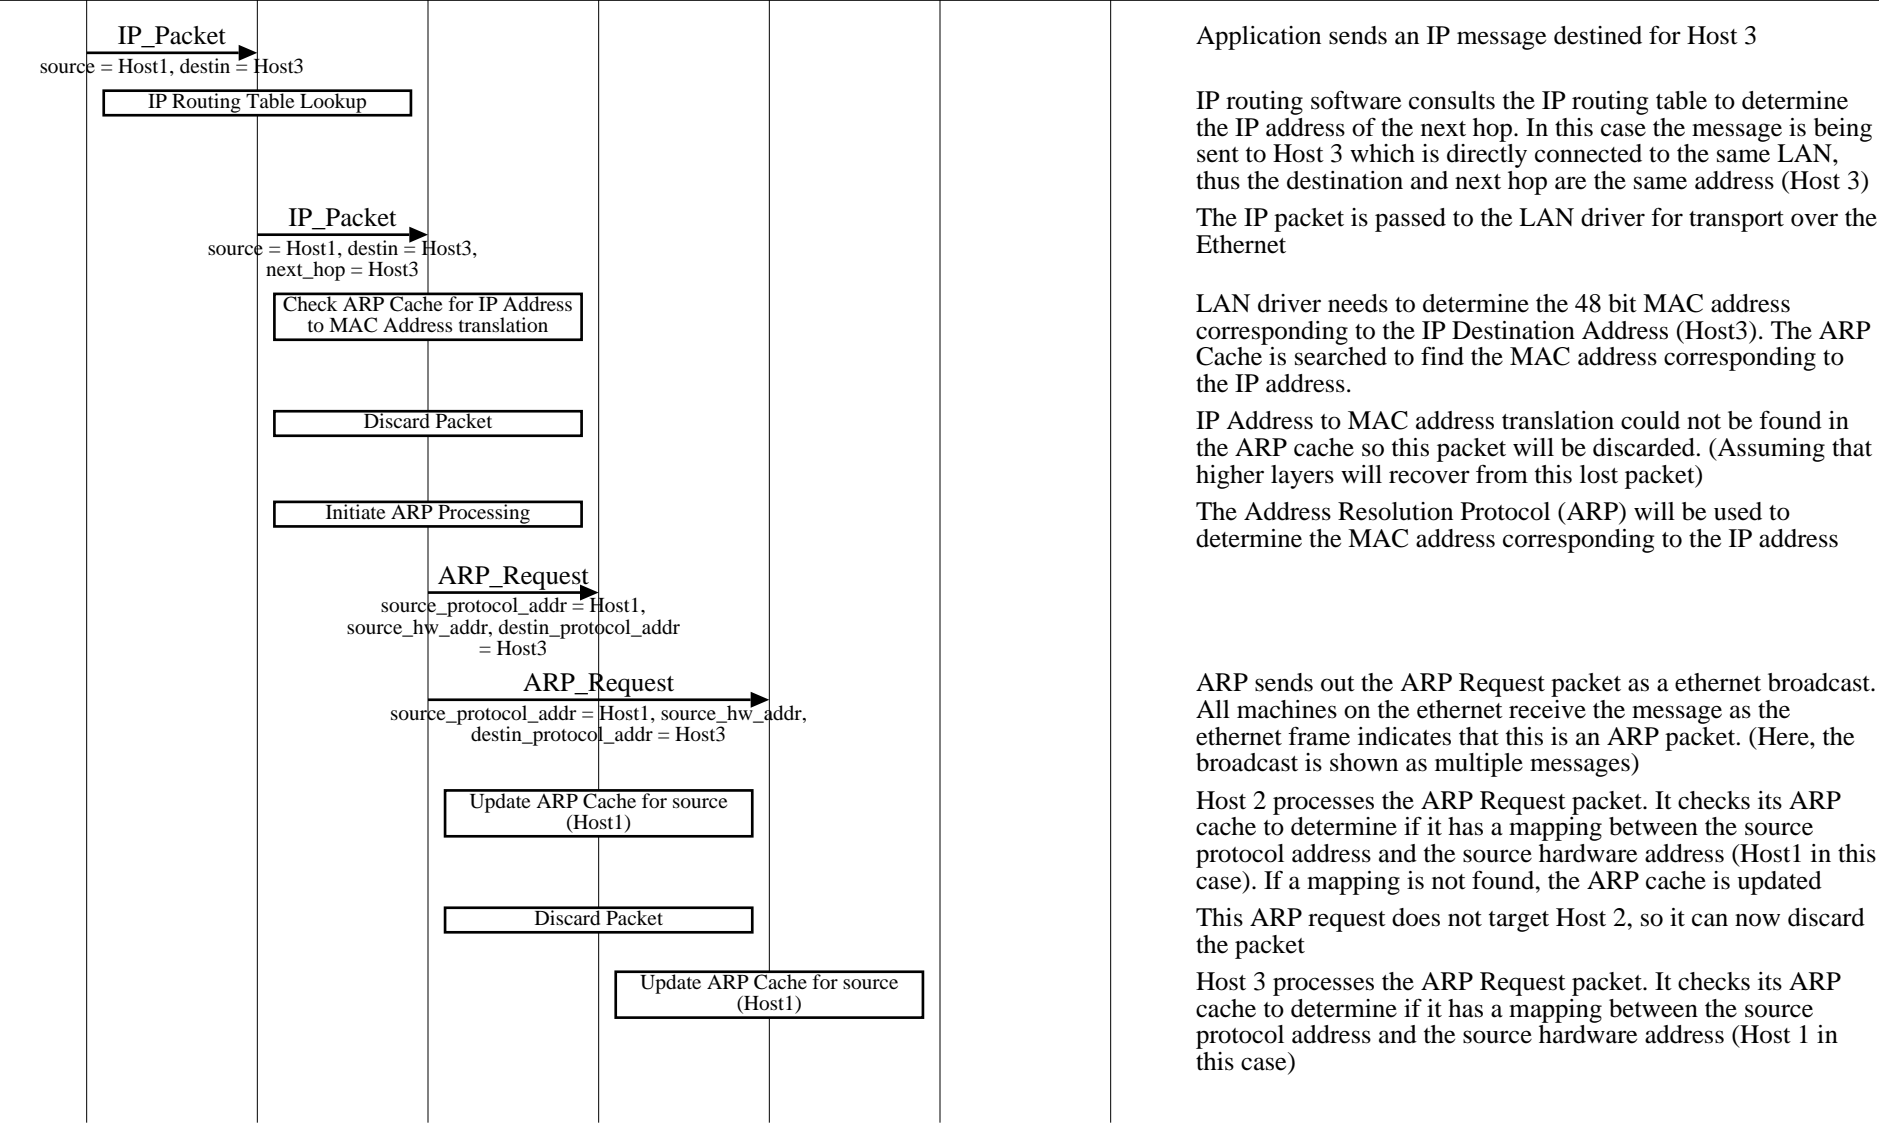 IP_Packet
source = Host1, destin = Host3
Application sends an IP message destined for Host 3
IP Routing Table Lookup
IP routing software consults the IP routing table to determine
the IP address of the next hop. In this case the message is being
sent to Host 3 which is directly connected to the same LAN,
thus the destination and next hop are the same address (Host 3)
IP_Packet
source = Host1, destin = Host3,
next_hop = Host3
The IP packet is passed to the LAN driver for transport over the
Ethernet
Check ARP Cache for IP Address
to MAC Address translation
LAN driver needs to determine the 48 bit MAC address
corresponding to the IP Destination Address (Host3). The ARP
Cache is searched to find the MAC address corresponding to
the IP address.
Discard Packet
IP Address to MAC address translation could not be found in
the ARP cache so this packet will be discarded. (Assuming that
higher layers will recover from this lost packet)
Initiate ARP Processing
The Address Resolution Protocol (ARP) will be used to
determine the MAC address corresponding to the IP address
ARP_Request
source_protocol_addr = Host1,
source_hw_addr, destin_protocol_addr
= Host3
ARP_Request
source_protocol_addr = Host1, source_hw_addr,
destin_protocol_addr = Host3
ARP sends out the ARP Request packet as a ethernet broadcast.
All machines on the ethernet receive the message as the
ethernet frame indicates that this is an ARP packet. (Here, the
broadcast is shown as multiple messages)
Update ARP Cache for source
(Host1)
Host 2 processes the ARP Request packet. It checks its ARP
cache to determine if it has a mapping between the source
protocol address and the source hardware address (Host1 in this
case). If a mapping is not found, the ARP cache is updated
Discard Packet
This ARP request does not target Host 2, so it can now discard
the packet
Update ARP Cache for source
(Host1)
Host 3 processes the ARP Request packet. It checks its ARP
cache to determine if it has a mapping between the source
protocol address and the source hardware address (Host 1 in
this case)